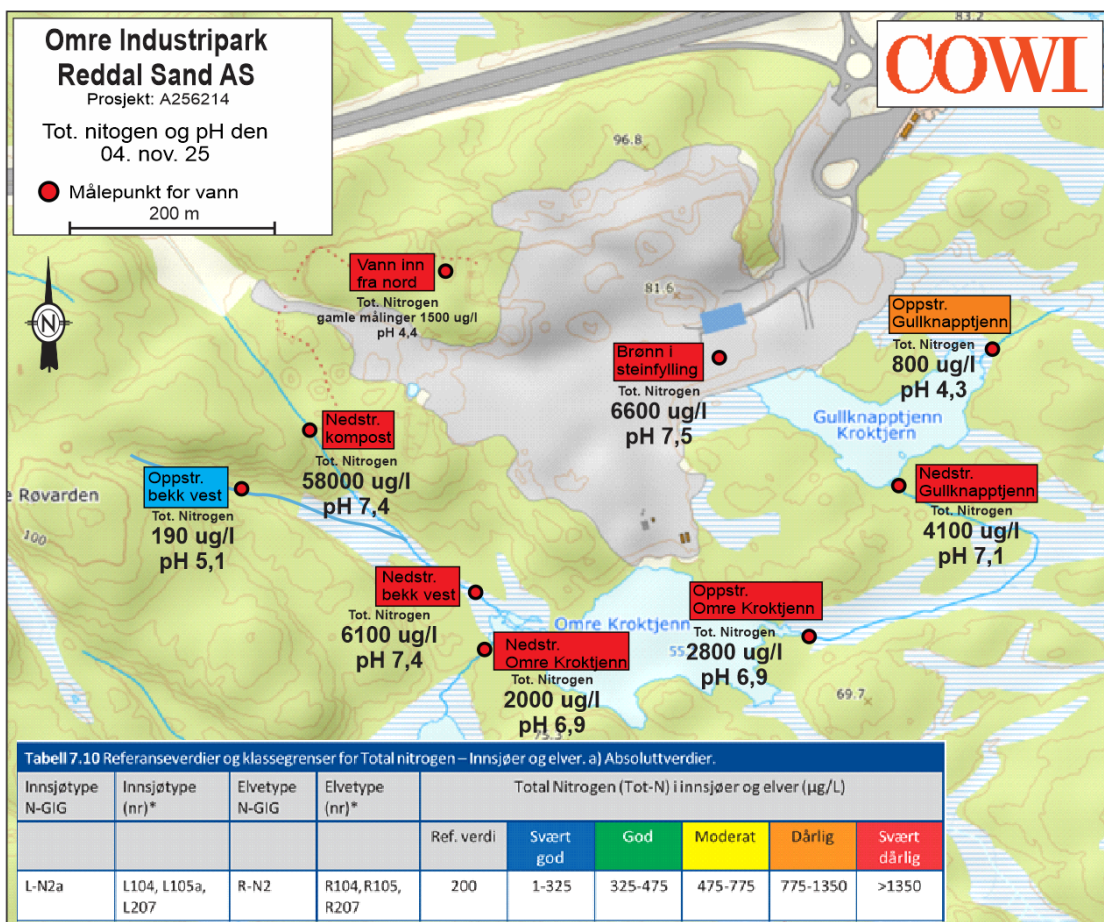 Omre Industripark
Reddal Sand AS
Prosjekt: A256214
Tot. nitogen og pH den
04. nov. 25
Målepunkt for vann
200 m
COWI
83.2
96.8
N
Vann inn
fra nord
Tot. Nitrogen
gamle målinger 1500 ug/l
pH 4,4
81.6
Brønn i
steinfylling
Tot. Nitrogen
6600 ug/l
pH 7,5
Oppstr.
Gullknapptjenn
Tot. Nitrogen
800 ug/l
pH 4,3
Gullknapptjenn
Kroktjern
Nedstr.
kompost
Tot. Nitrogen
58000 ug/l
pH 7,4
Oppstr.
bekk vest
Tot. Nitrogen
190 ug/l
pH 5,1
e Røvarden
100
Nedstr.
Gullknapptjenn
Tot. Nitrogen
4100 ug/l
pH 7,1
Nedstr.
bekk vest
Tot. Nitrogen
6100 ug/l
pH 7,4
Omre Kroktjenn
Oppstr.
Omre Kroktjenn
Tot. Nitrogen
2800 ug/l
pH 6,9
55
Nedstr.
Omre Kroktjenn
Tot. Nitrogen
2000 ug/l
pH 6,9
69.7
75.3
Tabell 7.10 Referanseverdier og klassegrenser for Total nitrogen – Innsjøer og elver. a) Absoluttverdier.
Innsjøtype N-GIG Innsjøtype (nr)* Elvetype N-GIG Elvetype (nr)* Total Nitrogen (Tot-N) i innsjøer og elver (µg/L)
Ref. verdi Svært god God Moderat Dårlig Svært dårlig
L-N2a L104, L105a, L207 R-N2 R104, R105, R207 200 1-325 325-475 475-775 775-1350 >1350